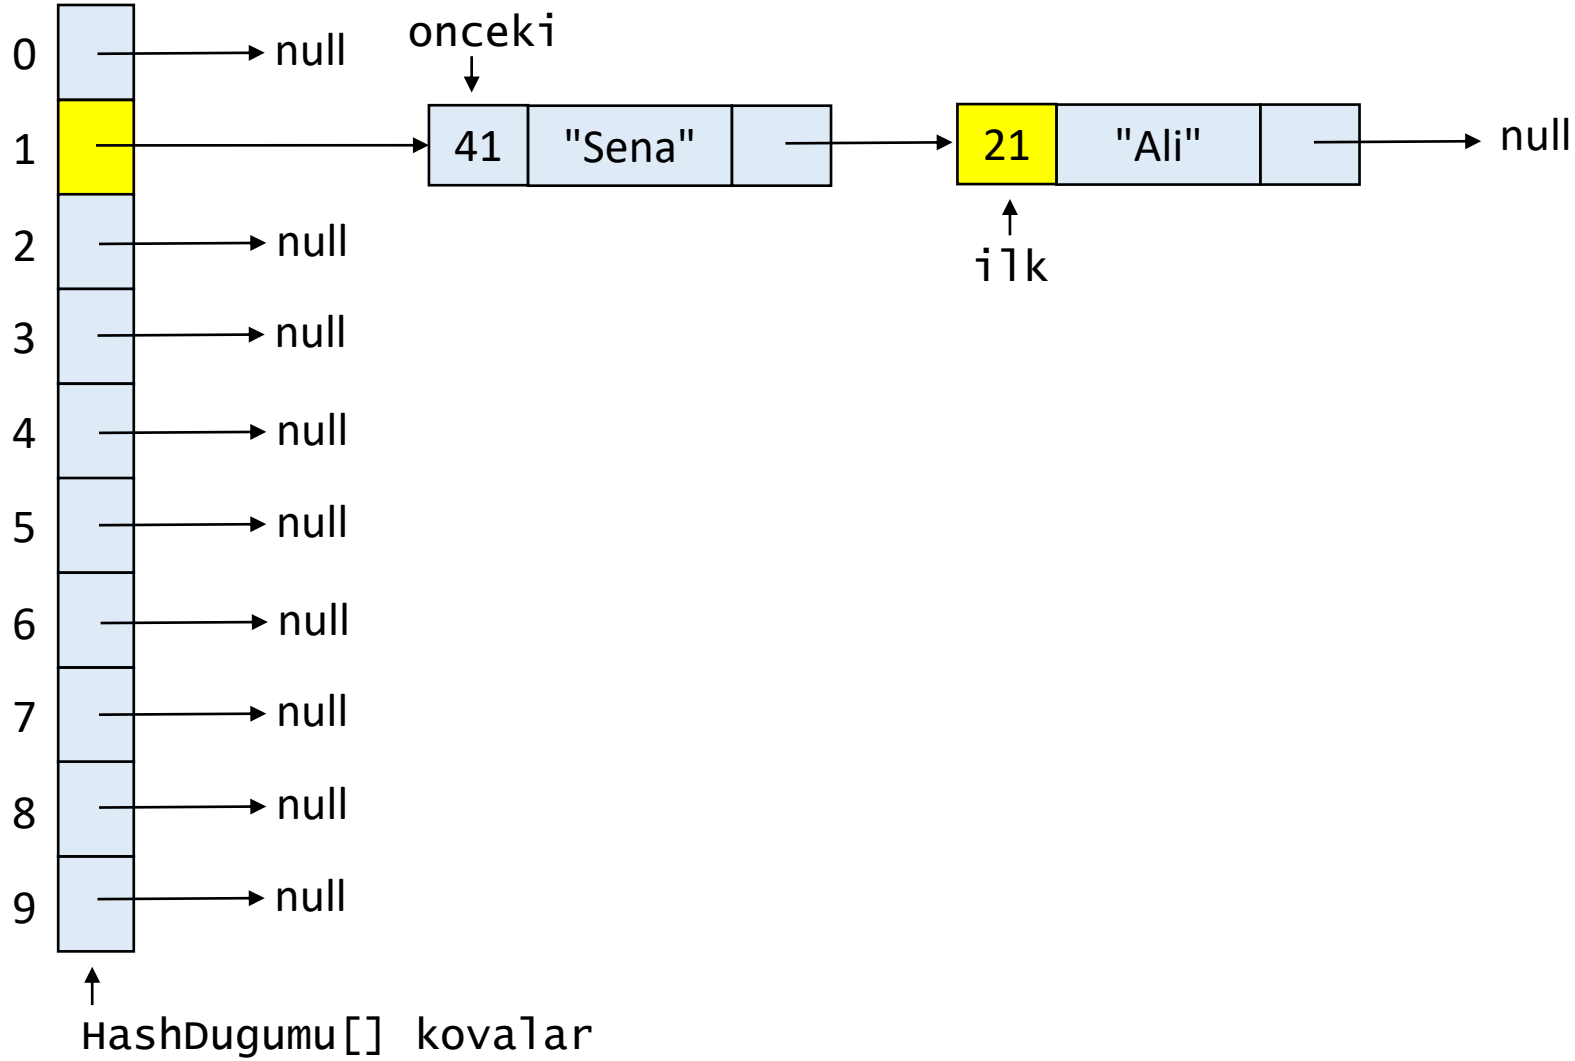 onceki
0 null
1 41 "Sena" 21 "Ali" null
ilk
2 null
3 null
4 null
5 null
6 null
7 null
8 null
9 null
HashDugumu[] kovalar